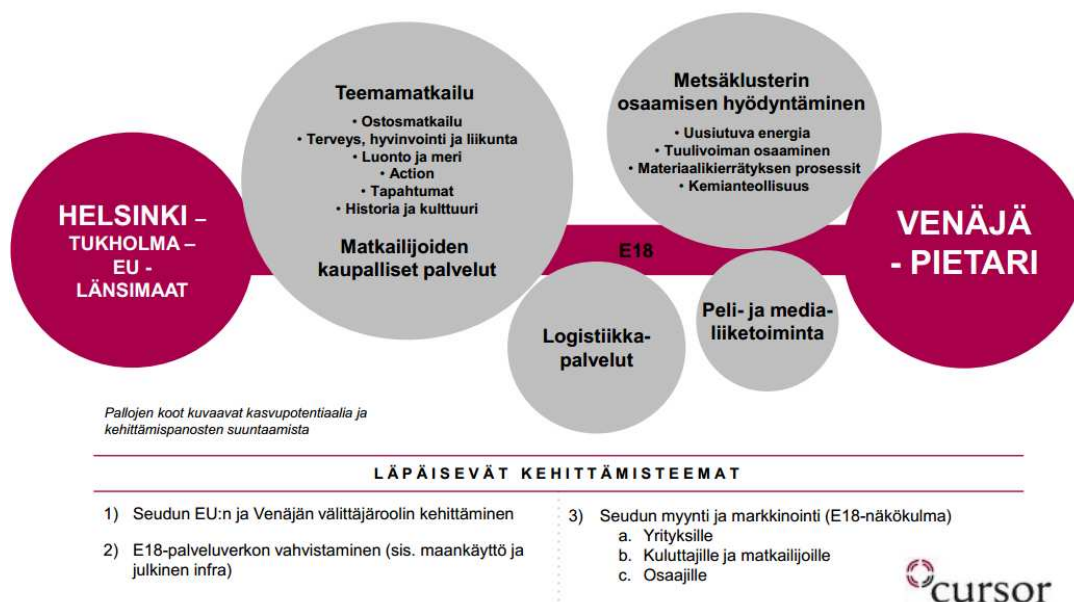 HELSINKI –
TUKHOLMA –
EU -
LÄNSIMAAT
Teemamatkailu
• Ostosmatkailu
• Terveys, hyvinvointi ja liikunta
• Luonto ja meri
• Action
• Tapahtumat
• Historia ja kulttuuri
Matkailijoiden
kaupalliset palvelut
Metsäklusterin
osaamisen hyödyntäminen
• Uusiutuva energia
• Tuulivoiman osaaminen
• Materiaalikierrätyksen prosessit
• Kemianteollisuus
E18
VENÄJÄ
- PIETARI
Logistiikka-
palvelut
Peli- ja media-
liiketoiminta
Pallojen koot kuvaavat kasvupotentiaalia ja
kehittämispanosten suuntaamista
LÄPÄISEVÄT KEHITTÄMISTEEMAT
1) Seudun EU:n ja Venäjän välittäjäroolin kehittäminen
2) E18-palveluverkon vahvistaminen (sis. maankäyttö ja
julkinen infra)
3) Seudun myynti ja markkinointi (E18-näkökulma)
a. Yrityksille
b. Kuluttajille ja matkailijoille
c. Osaajille
cursor